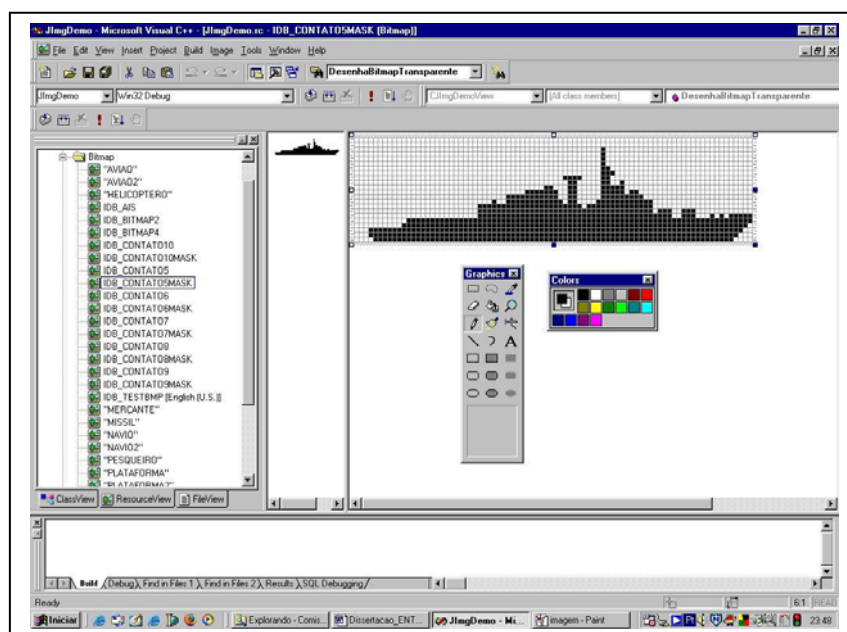 JImgDemo - Microsoft Visual C++ - [JImgDemo.rc - IDB_CONTATO5MASK (Bitmap)]
File Edit View Insert Project Build Image Tools Window Help
DesenhaBitmapTransparente
JImgDemo Win32 Debug CJImgDemoView [All class members] DesenhaBitmapTransparente
Bitmap
"AVIAO"
"AVIAO2"
"HELICOPTERO"
IDB_AIS
IDB_BITMAP2
IDB_BITMAP4
IDB_CONTATO10
IDB_CONTATO10MASK
IDB_CONTATO5
IDB_CONTATO5MASK
IDB_CONTATO6
IDB_CONTATO6MASK
IDB_CONTATO7
IDB_CONTATO7MASK
IDB_CONTATO8
IDB_CONTATO8MASK
IDB_CONTATO9
IDB_CONTATO9MASK
IDB_TESTBMP [English (U.S.)]
"MERCANTE"
"MISSIL"
"NAVIO"
"NAVIO2"
"PESQUEIRO"
"PLATAFORMA"
"PLATAFORMA2"
Graphics
A
Colors
ClassView ResourceView FileView
Build Debug Find in Files 1 Find in Files 2 Results SQL Debugging
Ready 6:1 READ
Iniciar Explorando - Comis... Dissertacao_ENT... JImgDemo - Mi... imagem - Paint 23:48